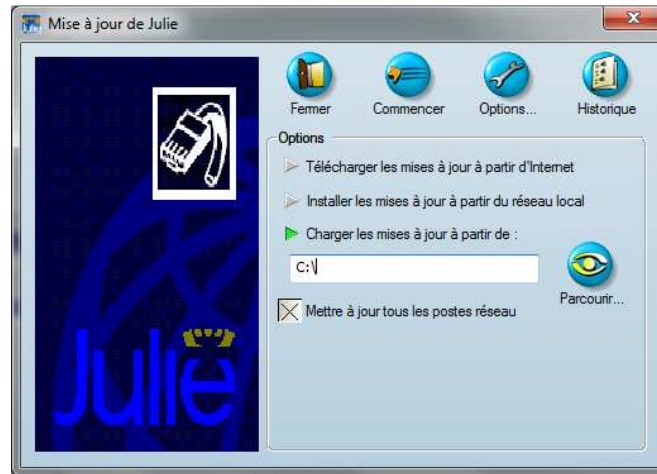 Mise à jour de Julie
Fermer Commencer Options... Historique
Options
Télécharger les mises à jour à partir d'Internet
Installer les mises à jour à partir du réseau local
Charger les mises à jour à partir de :
C:\
Parcourir...
Mettre à jour tous les postes réseau
Julie